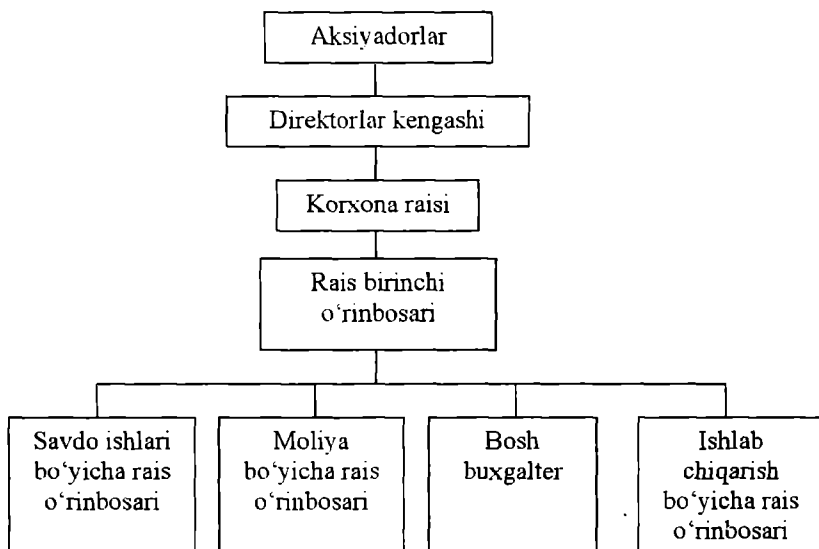 Aksiyadorlar
Direktorlar kengashi
Korxona raisi
Rais birinchi
o‘rinbosari
Savdo ishlari
bo‘yicha rais
o‘rinbosari
Moliya
bo‘yicha rais
o‘rinbosari
Bosh
buxgalter
Ishlab
chiqarish
bo‘yicha rais
o‘rinbosari